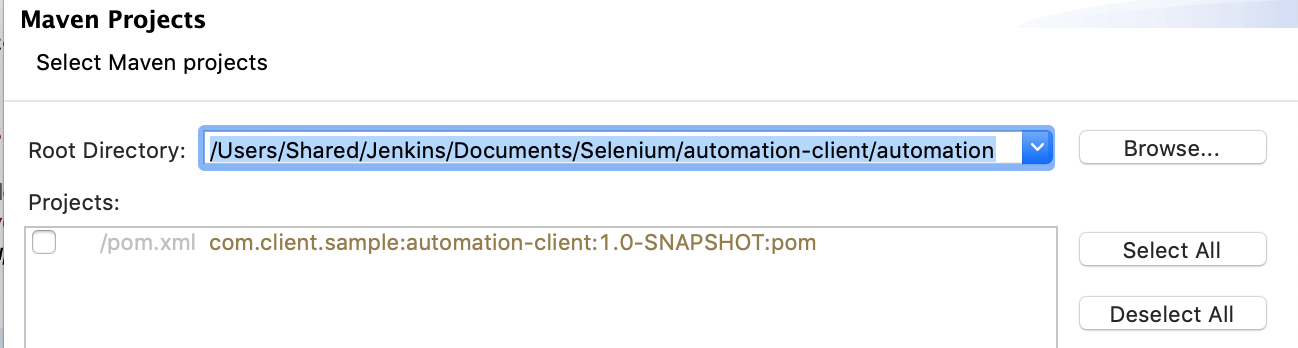 Maven Projects
Select Maven projects
Root Directory: /Users/Shared/Jenkins/Documents/Selenium/automation-client/automation Browse...
Projects:
/pom.xml com.client.sample:automation-client:1.0-SNAPSHOT:pom
Select All
Deselect All